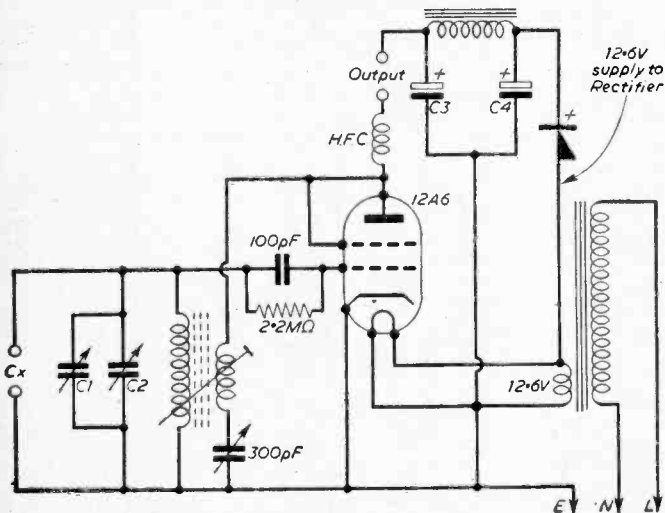 12·6V
supply to
Rectifier
Output
C3
C4
H.F.C
12A6
100pF
2·2MΩ
Cx
C1
C2
300pF
12·6V
E
N
L